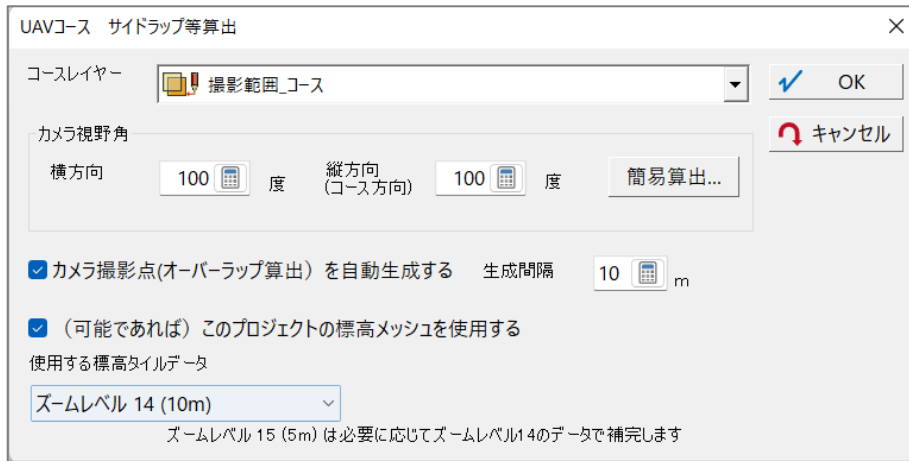 UAVコース　サイドラップ等算出
コースレイヤー
撮影範囲_コース
OK
キャンセル
カメラ視野角
横方向
100
度
縦方向
(コース方向)
100
度
簡易算出...
カメラ撮影点(オーバーラップ算出）を自動生成する
生成間隔
10
m
（可能であれば）このプロジェクトの標高メッシュを使用する
使用する標高タイルデータ
ズームレベル 14 (10m)
ズームレベル 15 (5m) は必要に応じてズームレベル14のデータで補完します